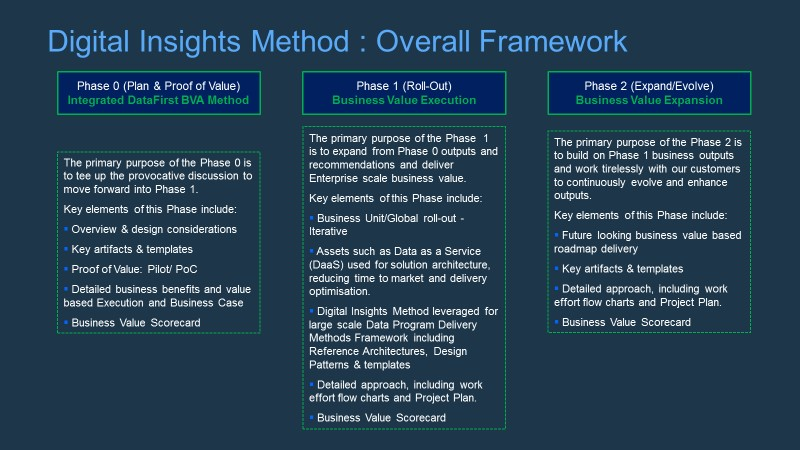 Digital Insights Method : Overall Framework
Phase 0 (Plan & Proof of Value)
Integrated DataFirst BVA Method
The primary purpose of the Phase 0 is
to tee up the provocative discussion to
move forward into Phase 1.
Key elements of this Phase include:
▪ Overview & design considerations
▪ Key artifacts & templates
▪ Proof of Value: Pilot/ PoC
▪ Detailed business benefits and value
based Execution and Business Case
▪ Business Value Scorecard
Phase 1 (Roll-Out)
Business Value Execution
The primary purpose of the Phase 1
is to expand from Phase 0 outputs and
recommendations and deliver
Enterprise scale business value.
Key elements of this Phase include:
▪ Business Unit/Global roll-out -
Iterative
▪ Assets such as Data as a Service
(DaaS) used for solution architecture,
reducing time to market and delivery
optimisation.
▪ Digital Insights Method leveraged for
large scale Data Program Delivery
Methods Framework including
Reference Architectures, Design
Patterns & templates
▪ Detailed approach, including work
effort flow charts and Project Plan.
▪ Business Value Scorecard
Phase 2 (Expand/Evolve)
Business Value Expansion
The primary purpose of the Phase 2 is
to build on Phase 1 business outputs
and work tirelessly with our customers
to continuously evolve and enhance
outputs.
Key elements of this Phase include:
▪ Future looking business value based
roadmap delivery
▪ Key artifacts & templates
▪ Detailed approach, including work
effort flow charts and Project Plan.
▪ Business Value Scorecard